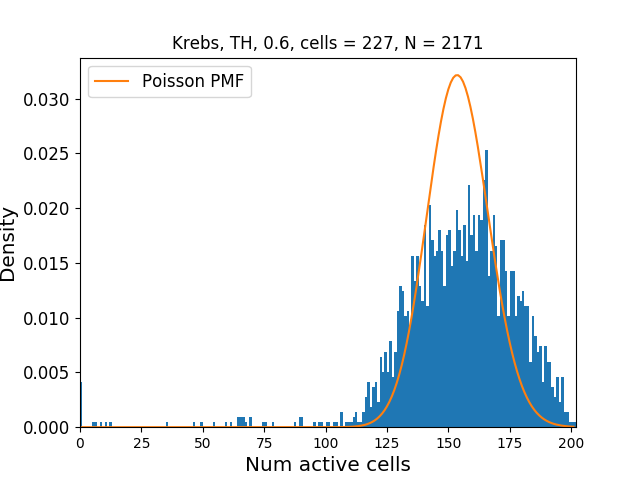 Krebs, TH, 0.6, cells = 227, N = 2171
Poisson PMF
Density
0.030
0.025
0.020
0.015
0.010
0.005
0.000
0 25 50 75 100 125 150 175 200
Num active cells